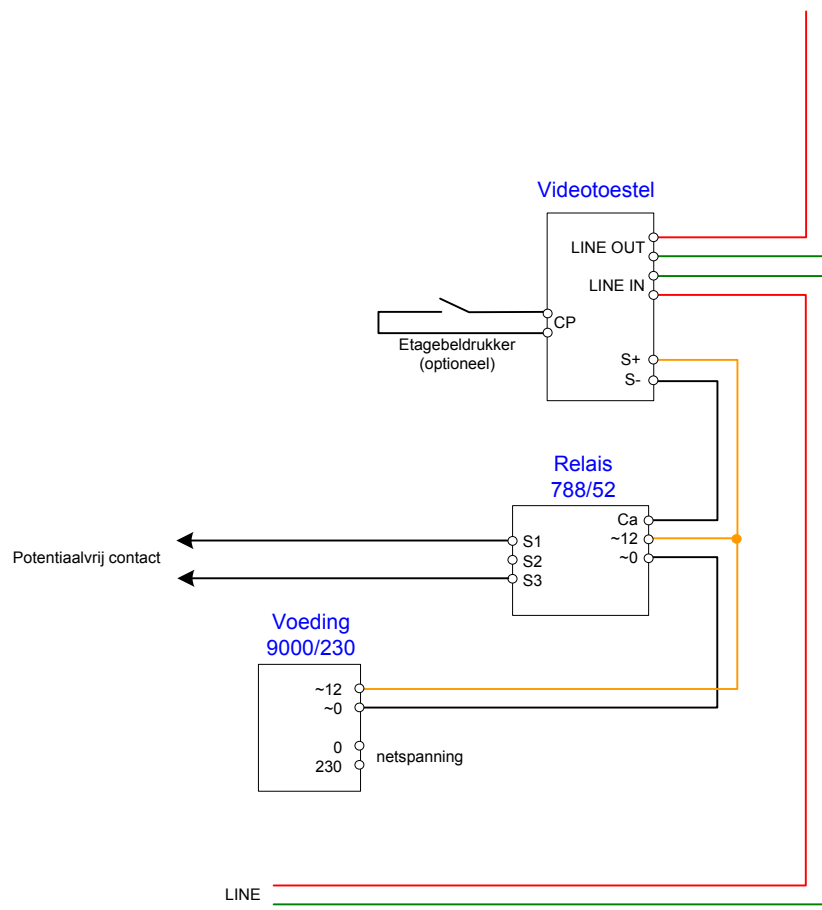 Videotoestel
LINE OUT
LINE IN
CP
Etagebeldrukker
(optioneel)
S+
S-
Relais
788/52
Ca
~12
~0
S1
S2
S3
Potentiaalvrij contact
Voeding
9000/230
~12
~0
0
230
netspanning
LINE